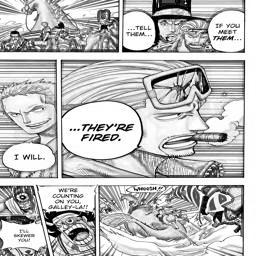 IF YOU
MEET
THEM...
...TELL
THEM...
...THEY'RE
FIRED.
I WILL.
WHOOSH!!
WE'RE
COUNTING
ON YOU,
GALLEY-LA!!
I'LL
SKEWER
YOU!